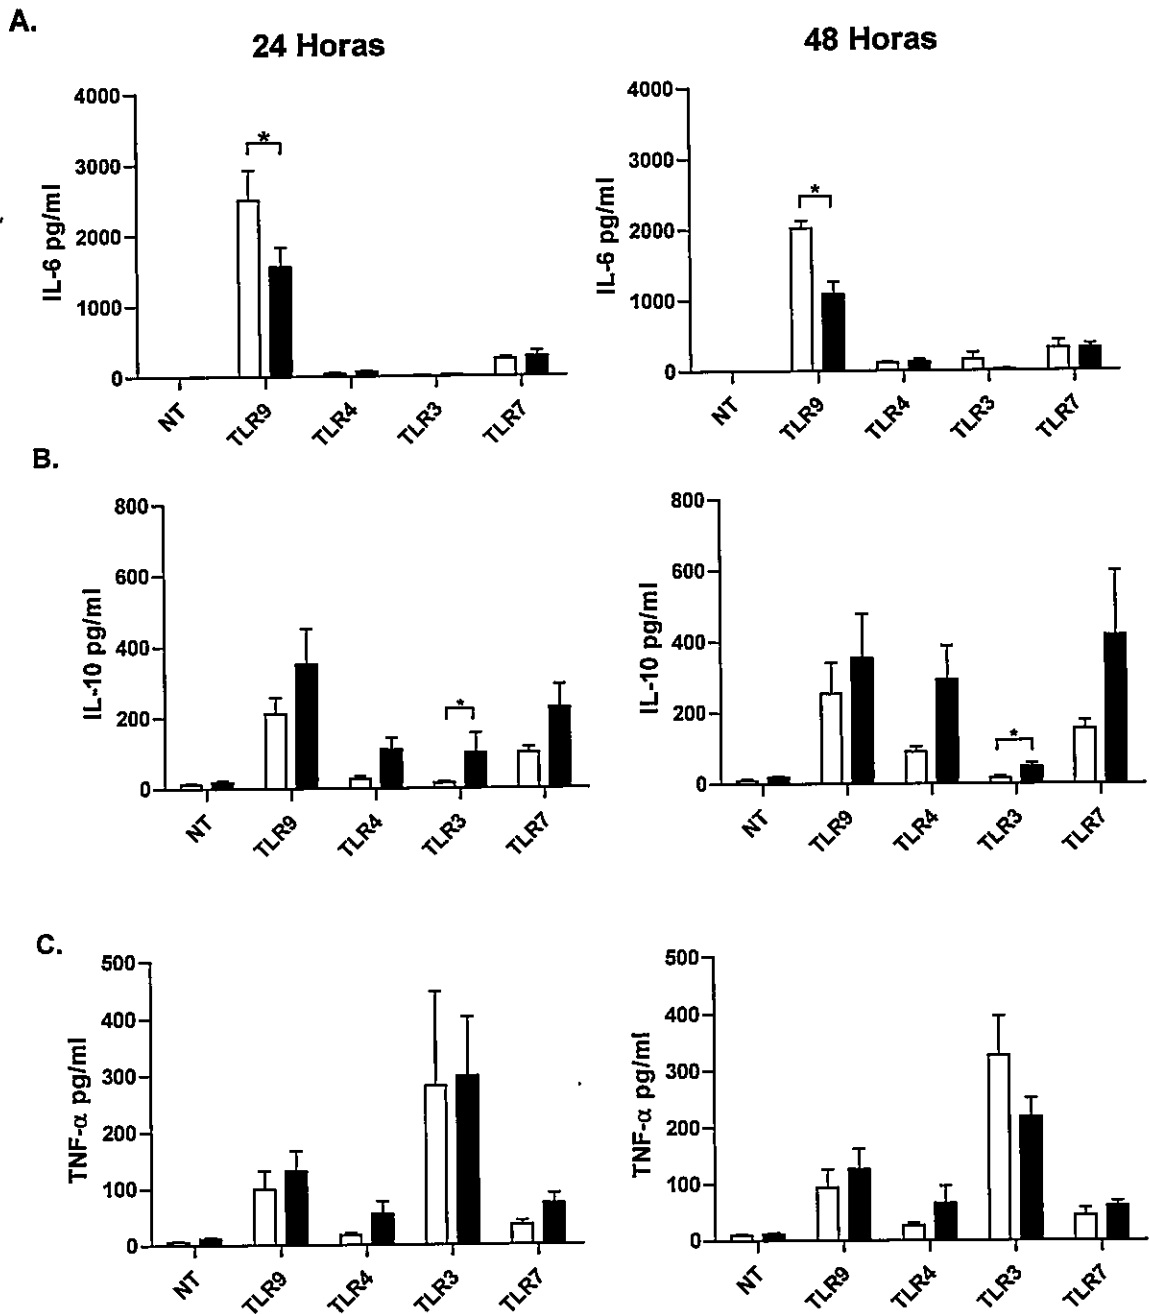 A.
24 Horas
48 Horas
4000
3000
2000
1000
0
IL-6 pg/ml
*
NT
TLR9
TLR4
TLR3
TLR7
4000
3000
2000
1000
0
IL-6 pg/ml
*
NT
TLR9
TLR4
TLR3
TLR7
B.
800
600
400
200
0
IL-10 pg/ml
*
NT
TLR9
TLR4
TLR3
TLR7
800
600
400
200
0
IL-10 pg/ml
*
NT
TLR9
TLR4
TLR3
TLR7
C.
500
400
300
200
100
0
TNF-α pg/ml
NT
TLR9
TLR4
TLR3
TLR7
500
400
300
200
100
0
TNF-α pg/ml
NT
TLR9
TLR4
TLR3
TLR7